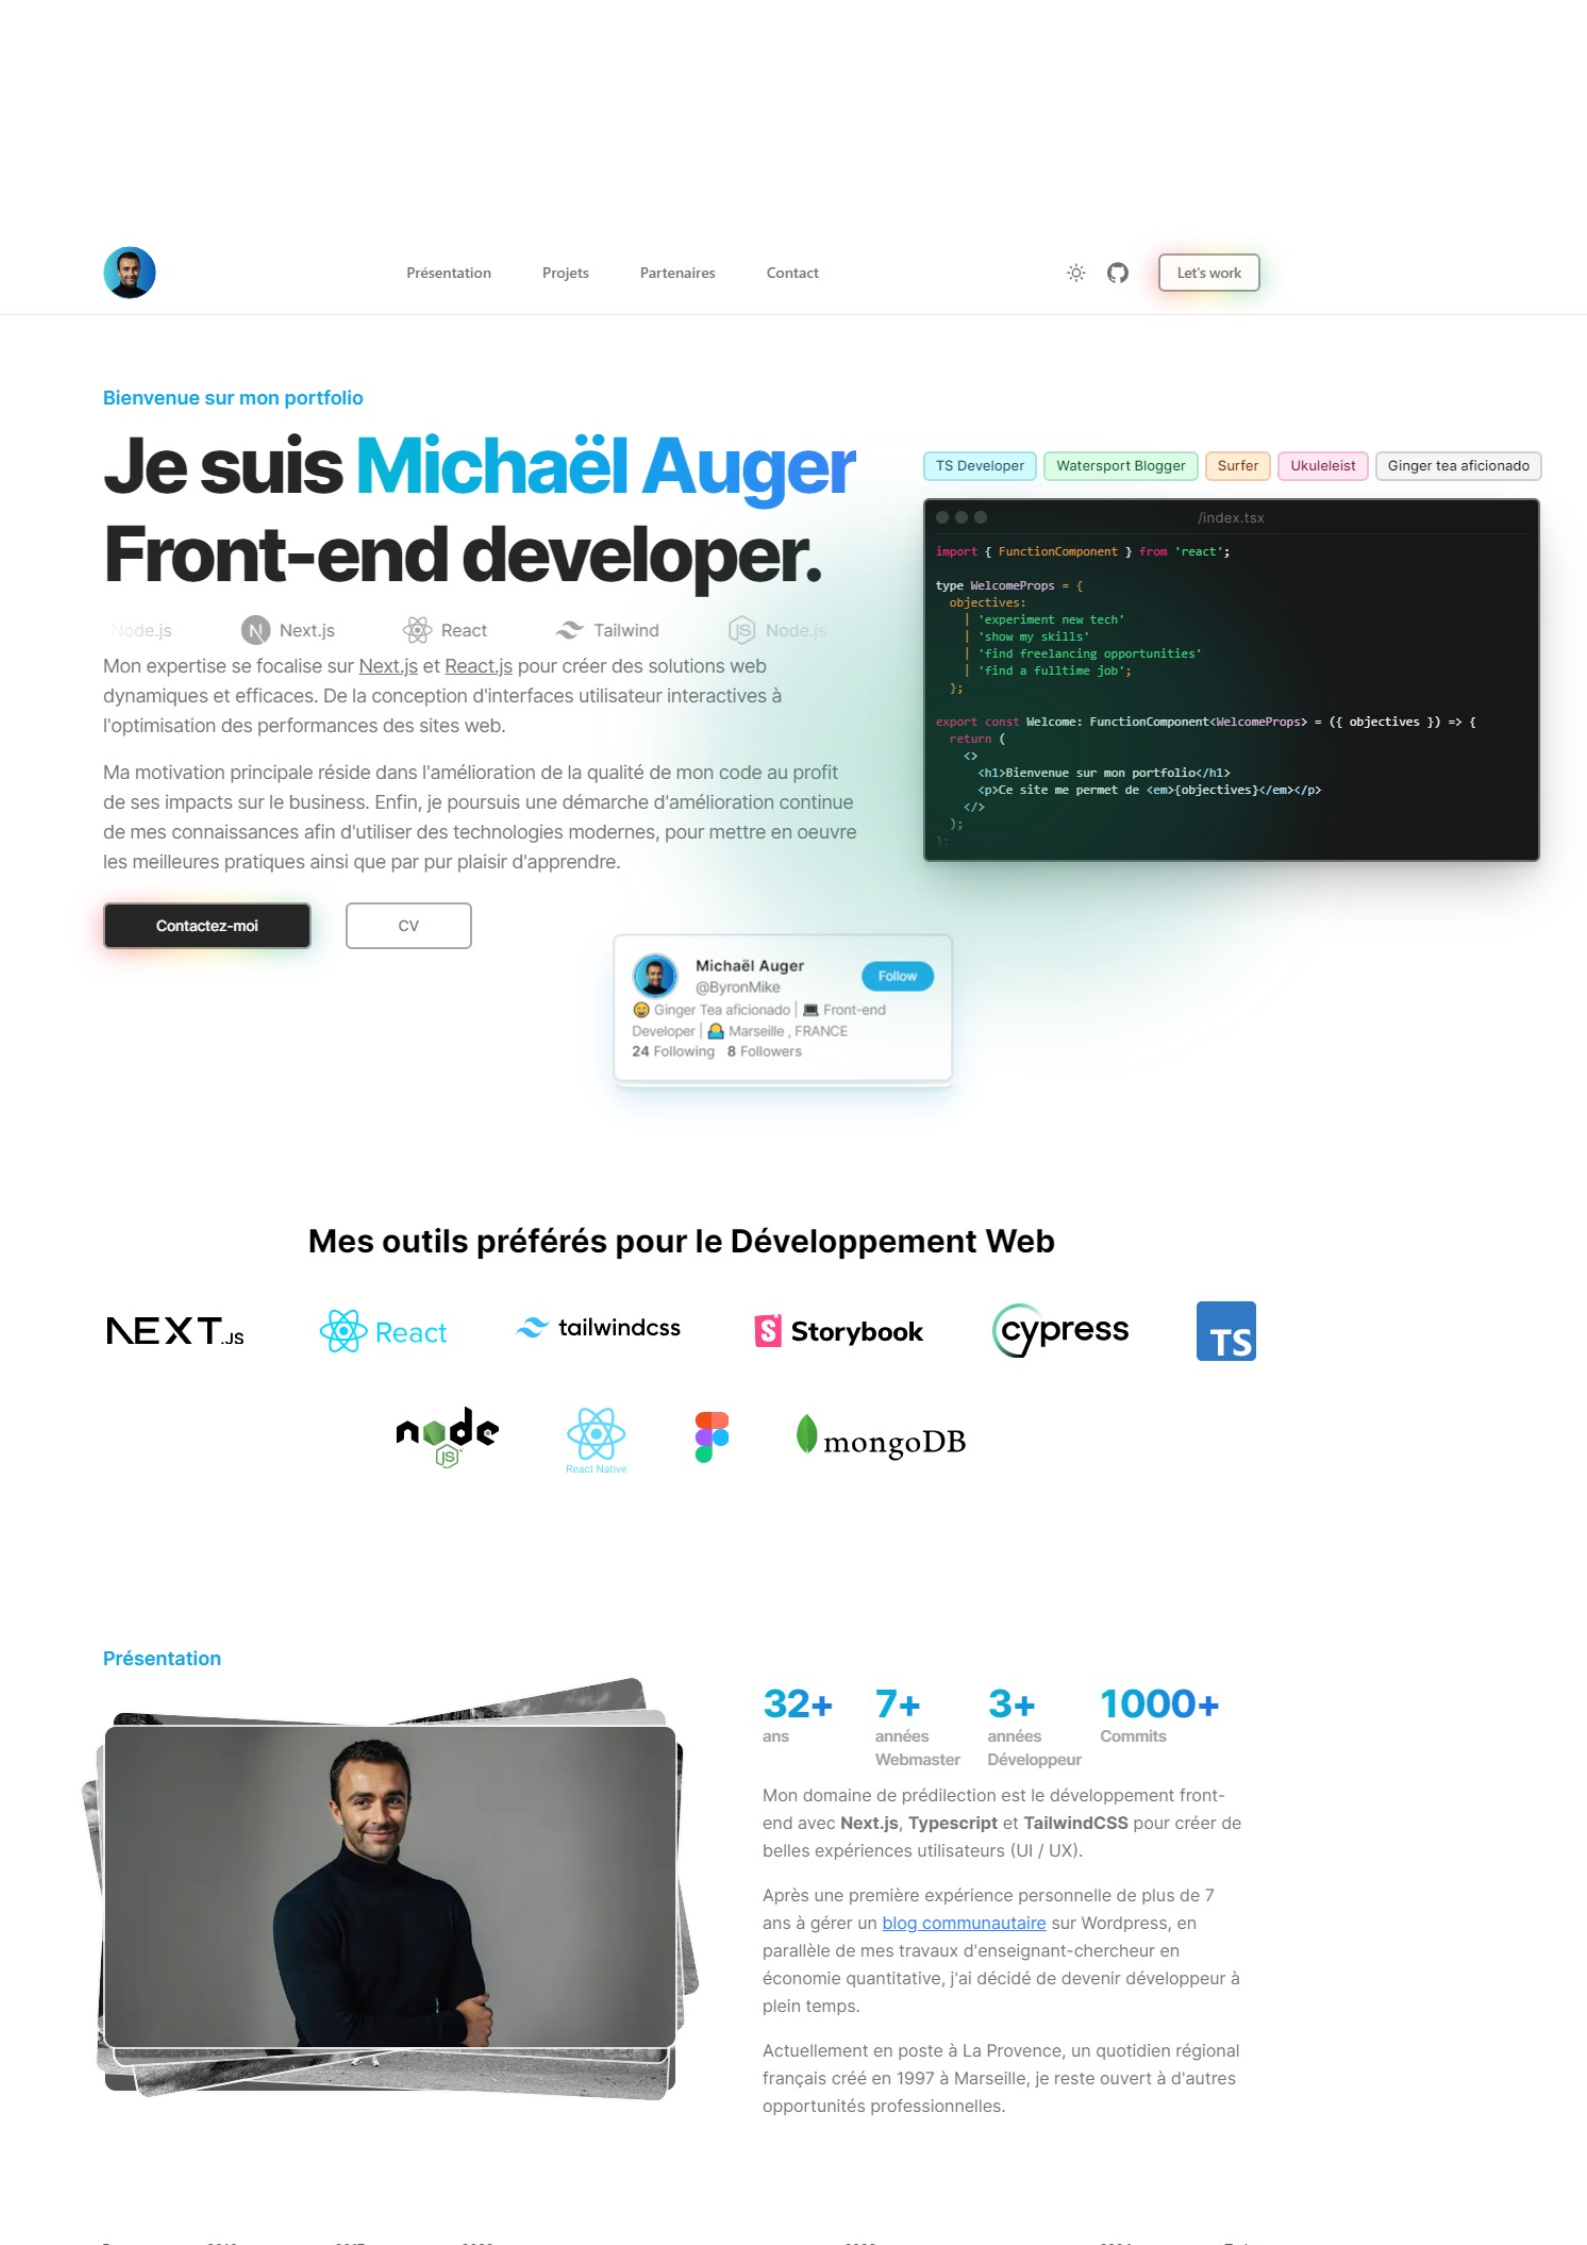 Présentation
Projets
Partenaires
Contact
Let's work
Bienvenue sur mon portfolio
Je suis Michaël Auger
Front-end developer.
Node.js
Next.js
React
Tailwind
Node.js
Mon expertise se focalise sur Next.js et React.js pour créer des solutions web
dynamiques et efficaces. De la conception d'interfaces utilisateur interactives à
l'optimisation des performances des sites web.
Ma motivation principale réside dans l'amélioration de la qualité de mon code au profit
de ses impacts sur le business. Enfin, je poursuis une démarche d'amélioration continue
de mes connaissances afin d'utiliser des technologies modernes, pour mettre en oeuvre
les meilleures pratiques ainsi que par pur plaisir d'apprendre.
Contactez-moi
CV
TS Developer
Watersport Blogger
Surfer
Ukuleleist
Ginger tea aficionado
/index.tsx
import { FunctionComponent } from 'react';
type WelcomeProps = {
objectives:
| 'experiment new tech'
| 'show my skills'
| 'find freelancing opportunities'
| 'find a fulltime job';
};
export const Welcome: FunctionComponent<WelcomeProps> = ({ objectives }) => {
return (
<>
<h1>Bienvenue sur mon portfolio</h1>
<p>Ce site me permet de <em>{objectives}</em></p>
</>
);
};
Michaël Auger
@ByronMike
Follow
😄 Ginger Tea aficionado | 💻 Front-end
Developer | 🤷 Marseille , FRANCE
24 Following 8 Followers
Mes outils préférés pour le Développement Web
NEXT.JS
React
tailwindcss
S Storybook
cypress
TS
node
JS
React Native
mongoDB
Présentation
32+
ans
7+
années
Webmaster
3+
années
Développeur
1000+
Commits
Mon domaine de prédilection est le développement front-
end avec Next.js, Typescript et TailwindCSS pour créer de
belles expériences utilisateurs (UI / UX).
Après une première expérience personnelle de plus de 7
ans à gérer un blog communautaire sur Wordpress, en
parallèle de mes travaux d'enseignant-chercheur en
économie quantitative, j'ai décidé de devenir développeur à
plein temps.
Actuellement en poste à La Provence, un quotidien régional
français créé en 1997 à Marseille, je reste ouvert à d'autres
opportunités professionnelles.